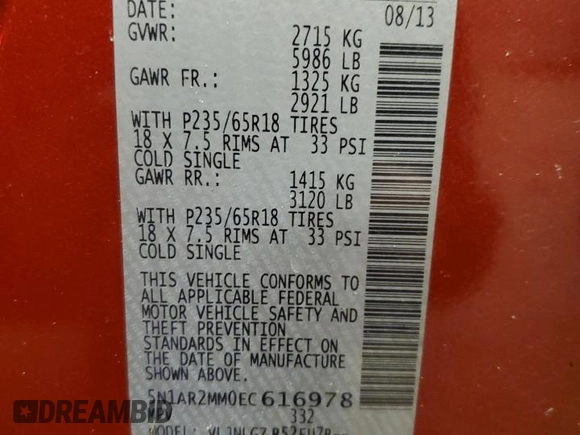 DATE: 08/13
GVWR: 2715 KG
5986 LB
GAWR FR.: 1325 KG
2921 LB
WITH P235/65R18 TIRES
18 X 7.5 RIMS AT 33 PSI
COLD SINGLE
GAWR RR.: 1415 KG
3120 LB
WITH P235/65R18 TIRES
18 X 7.5 RIMS AT 33 PSI
COLD SINGLE
THIS VEHICLE CONFORMS TO
ALL APPLICABLE FEDERAL
MOTOR VEHICLE SAFETY AND
THEFT PREVENTION
STANDARDS IN EFFECT ON
THE DATE OF MANUFACTURE
SHOWN ABOVE.
5N1AR2MM0EC616978
332
MODEL:
EPICBID